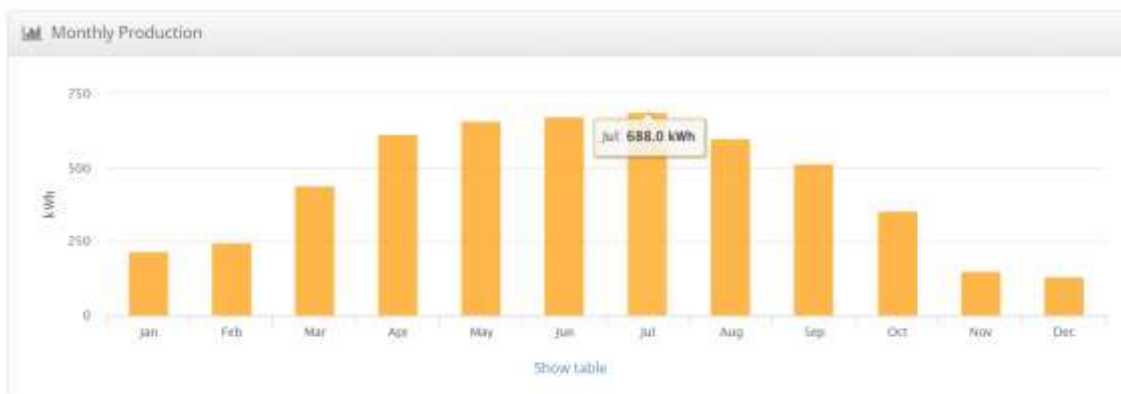 Monthly Production
750
500
250
0
kWh
Jul: 688.0 kWh
Jan Feb Mar Apr May Jun Jul Aug Sep Oct Nov Dec
Show table